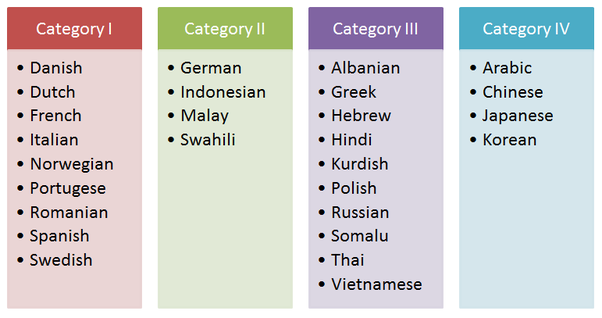 Category I
• Danish
• Dutch
• French
• Italian
• Norwegian
• Portugese
• Romanian
• Spanish
• Swedish
Category II
• German
• Indonesian
• Malay
• Swahili
Category III
• Albanian
• Greek
• Hebrew
• Hindi
• Kurdish
• Polish
• Russian
• Somalu
• Thai
• Vietnamese
Category IV
• Arabic
• Chinese
• Japanese
• Korean